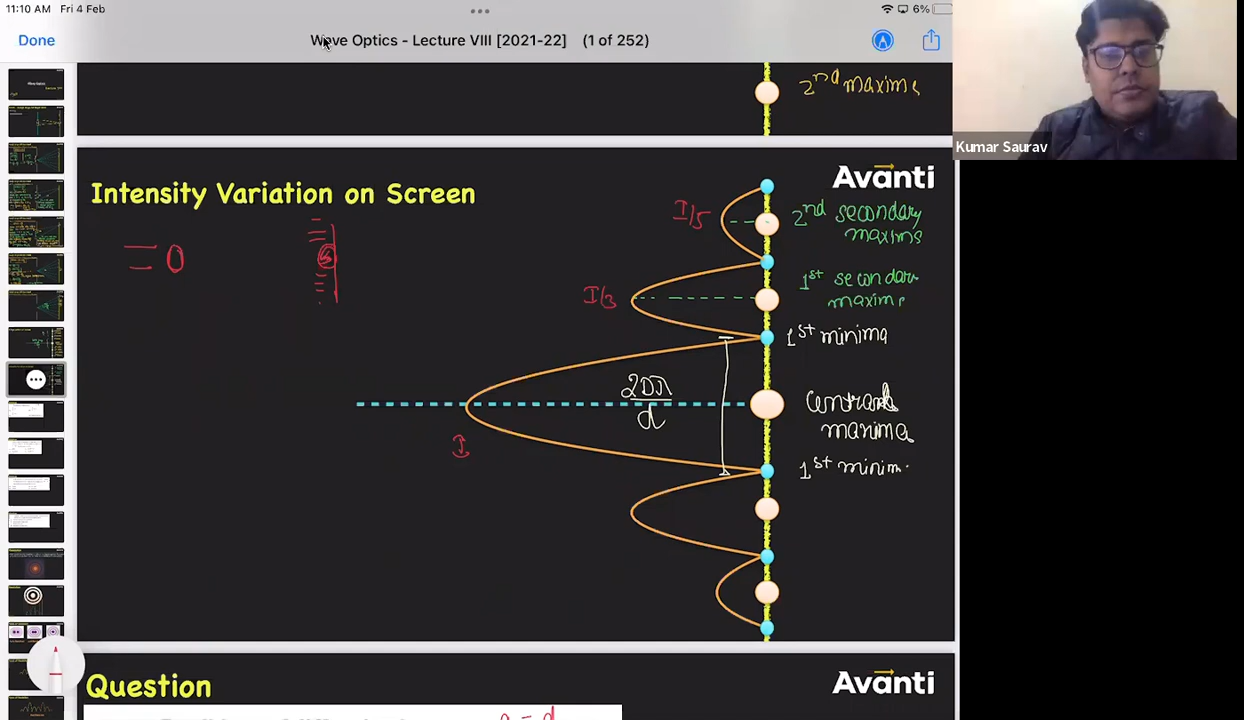 11:10 AM Fri 4 Feb
6%
Done
Wave Optics - Lecture VIII [2021-22] (1 of 252)
2nd maxima
Kumar Saurav
Intensity Variation on Screen
Avanti
I/5
2nd secondary
maxima
= 0
I/3
1st secondary
maxima
1st minima
2Dλ
d
central
maxima
I
1st minim
Question
Avanti
a = d